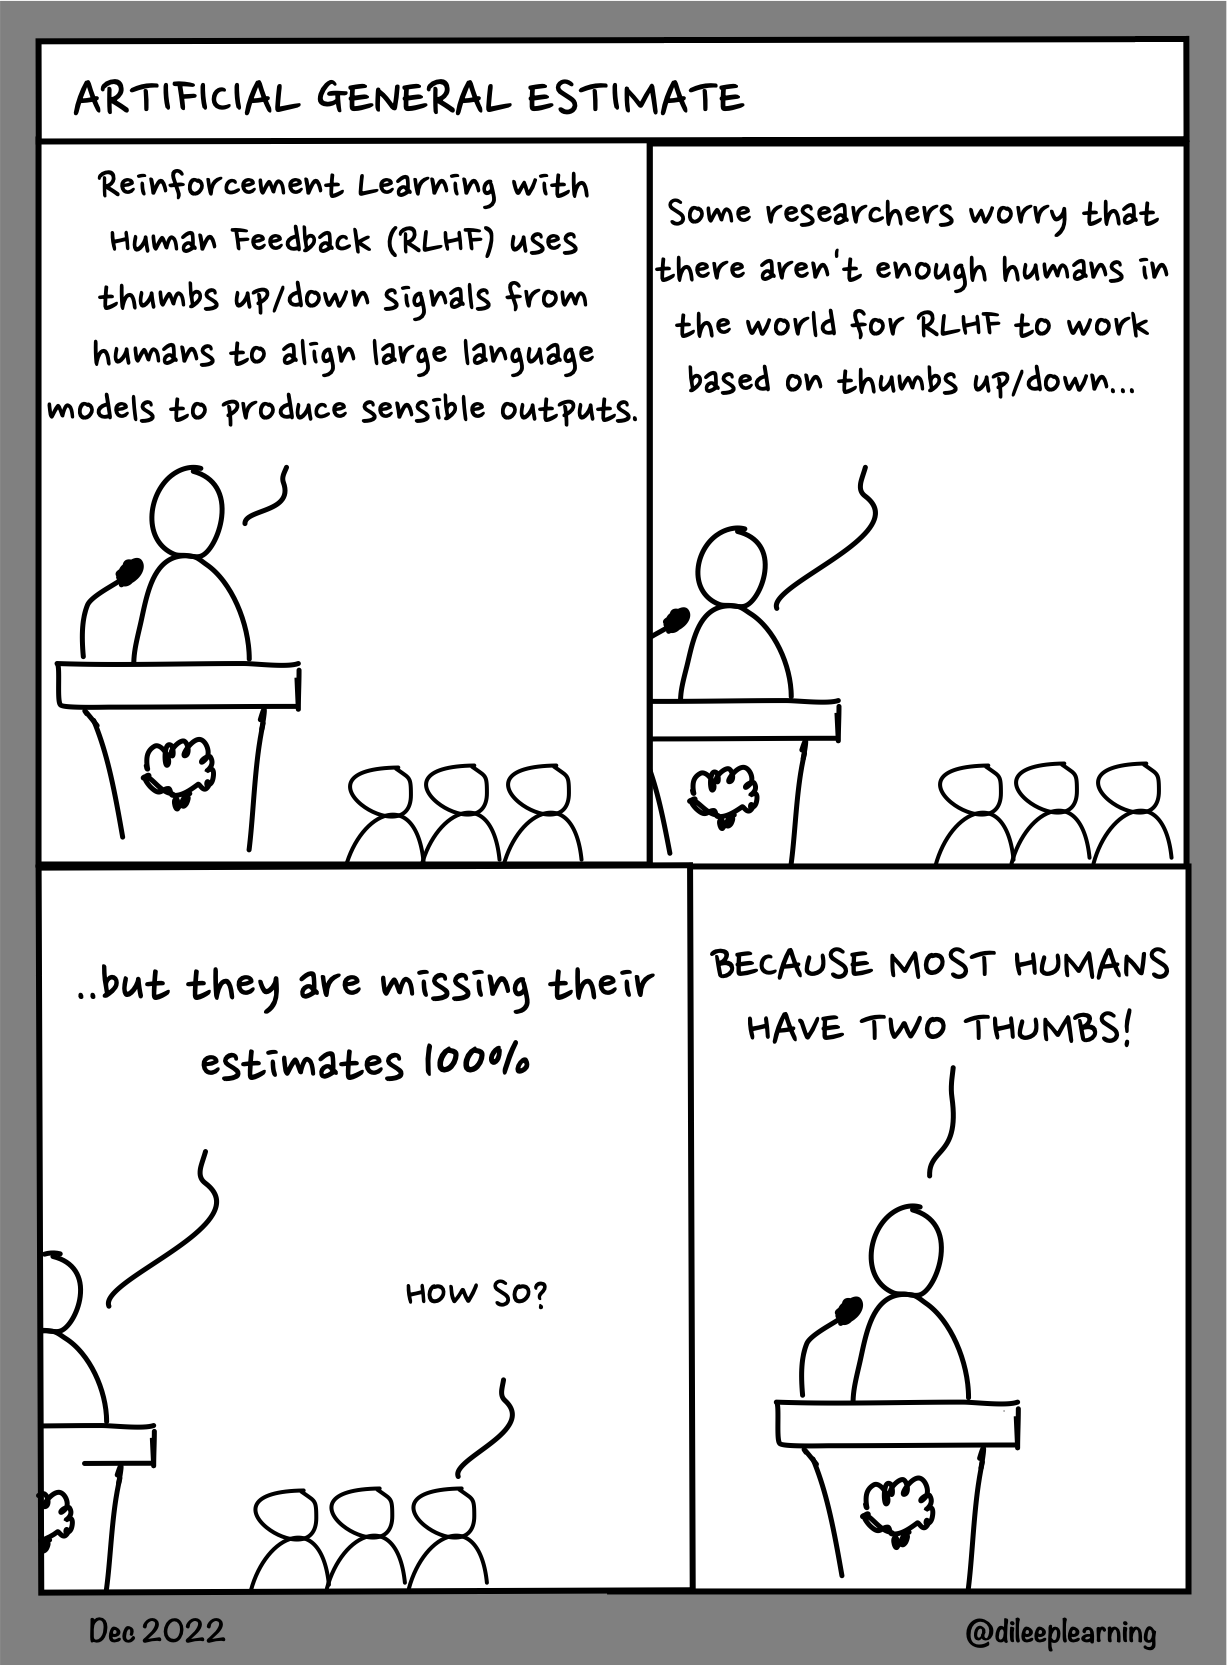 ARTIFICIAL GENERAL ESTIMATE
Reinforcement Learning with
Human Feedback (RLHF) uses
thumbs up/down signals from
humans to align large language
models to produce sensible outputs.
Some researchers worry that
there aren't enough humans in
the world for RLHF to work
based on thumbs up/down...
..but they are missing their
estimates 100%
HOW SO?
BECAUSE MOST HUMANS
HAVE TWO THUMBS!
Dec 2022
@dileeplearning